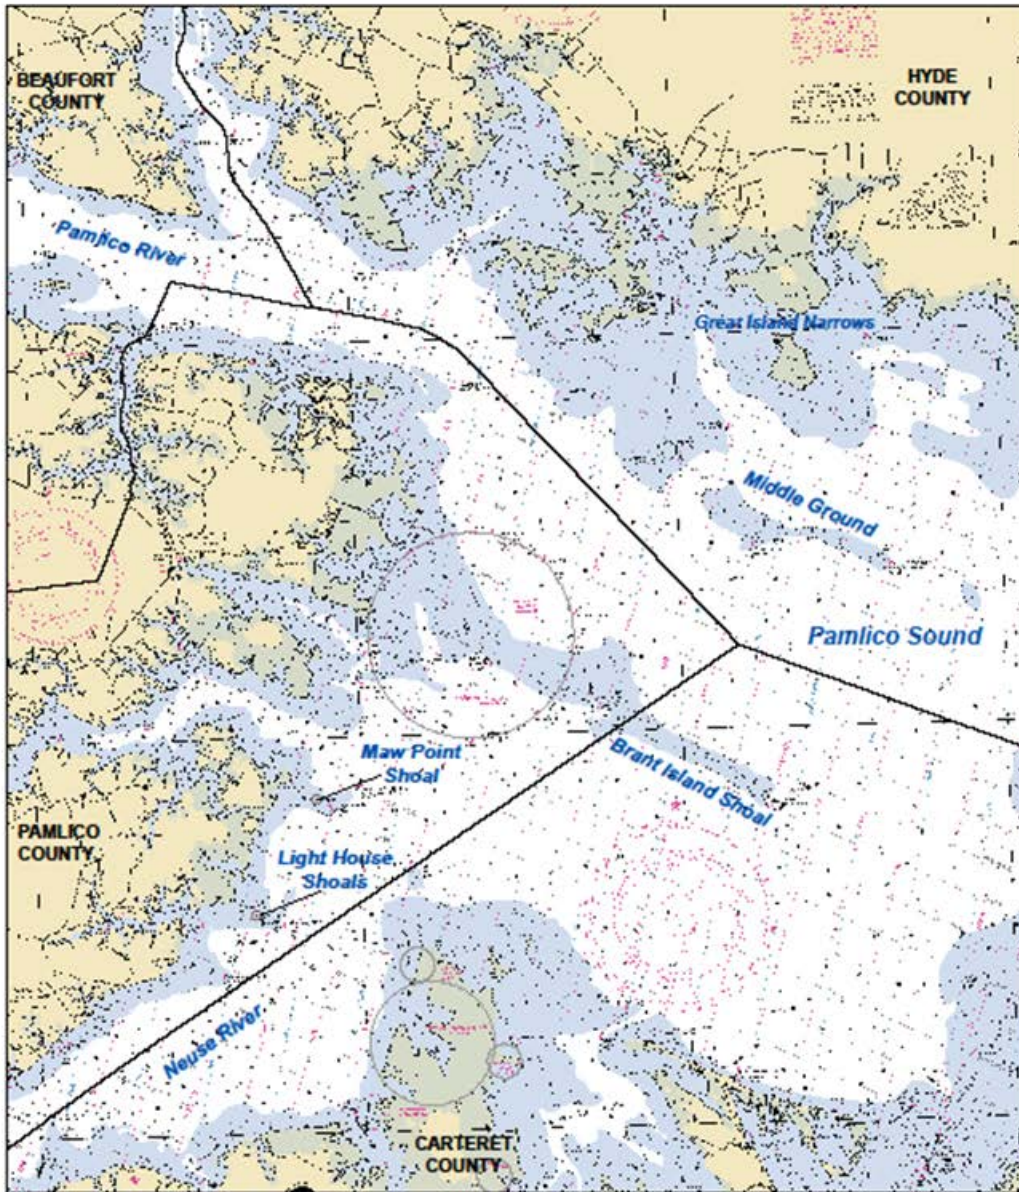 BEAUFORT
COUNTY
HYDE
COUNTY
Pamlico River
Great Island Narrows
Middle Ground
Pamlico Sound
Maw Point
Shoal
Brant Island Shoal
PAMLICO
COUNTY
Light House
Shoals
Neuse River
CARTERET
COUNTY